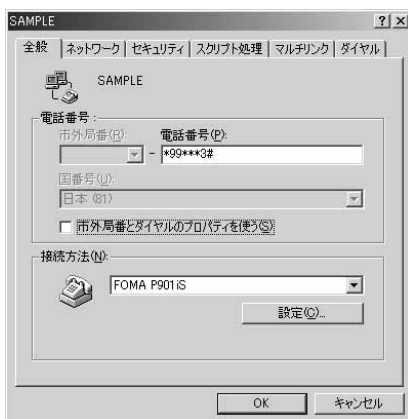 SAMPLE
全般 ネットワーク セキュリティ スクリプト処理 マルチリンク ダイヤル
SAMPLE
電話番号:
市外局番(R): 電話番号(P):
- *99***3#
国番号(U):
日本 (81)
市外局番とダイヤルのプロパティを使う(S)
接続方法(N):
FOMA P901iS
設定(C)...
OK キャンセル